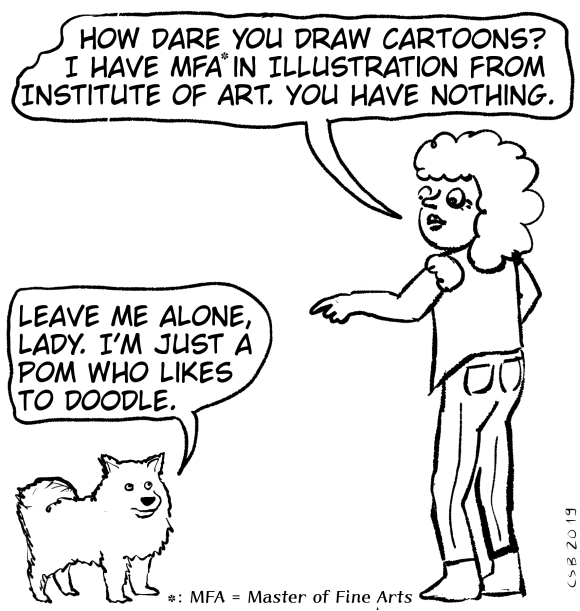 HOW DARE YOU DRAW CARTOONS?
I HAVE MFA* IN ILLUSTRATION FROM
INSTITUTE OF ART. YOU HAVE NOTHING.
LEAVE ME ALONE,
LADY. I'M JUST A
POM WHO LIKES
TO DOODLE.
*: MFA = Master of Fine Arts
CSB 2019